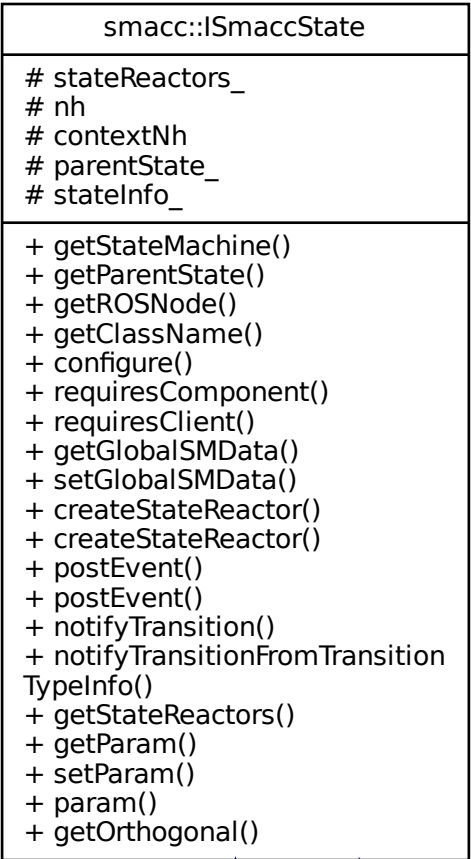 smacc::ISmaccState
# stateReactors_
# nh
# contextNh
# parentState_
# stateInfo_
+ getStateMachine()
+ getParentState()
+ getROSNode()
+ getClassName()
+ configure()
+ requiresComponent()
+ requiresClient()
+ getGlobalSMData()
+ setGlobalSMData()
+ createStateReactor()
+ createStateReactor()
+ postEvent()
+ postEvent()
+ notifyTransition()
+ notifyTransitionFromTransition
TypeInfo()
+ getStateReactors()
+ getParam()
+ setParam()
+ param()
+ getOrthogonal()